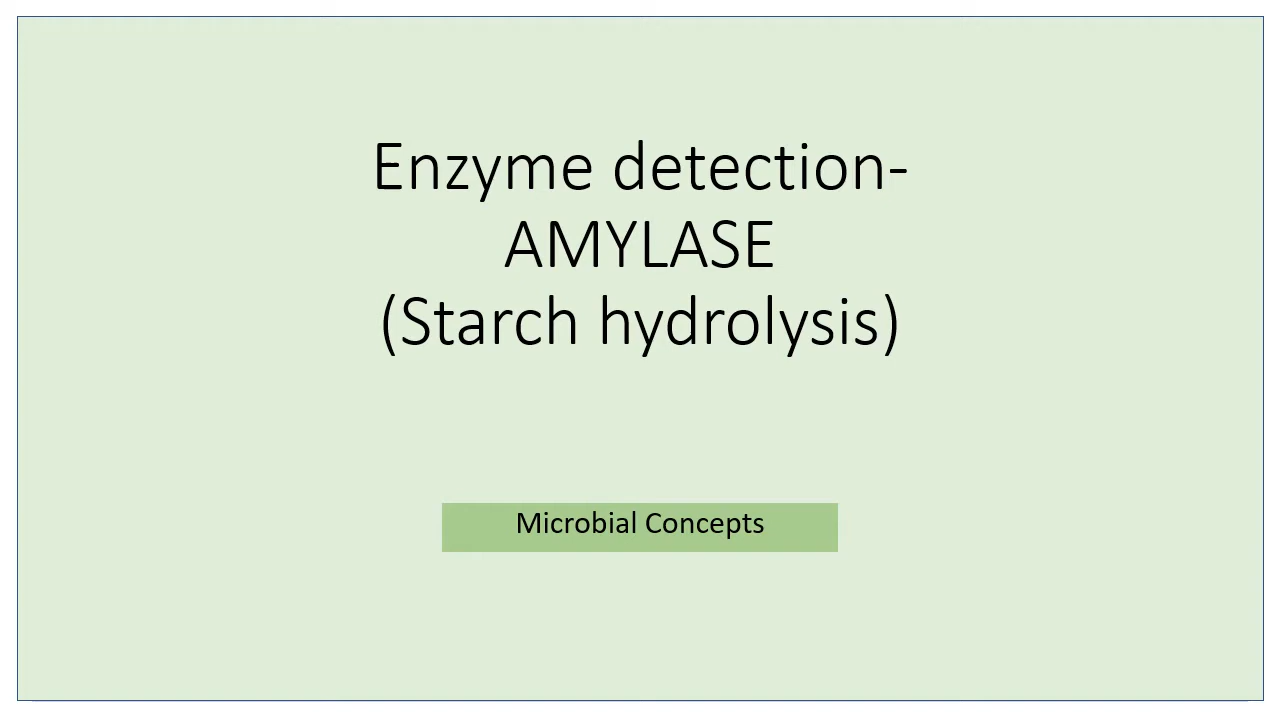 Enzyme detection-
AMYLASE
(Starch hydrolysis)
Microbial Concepts